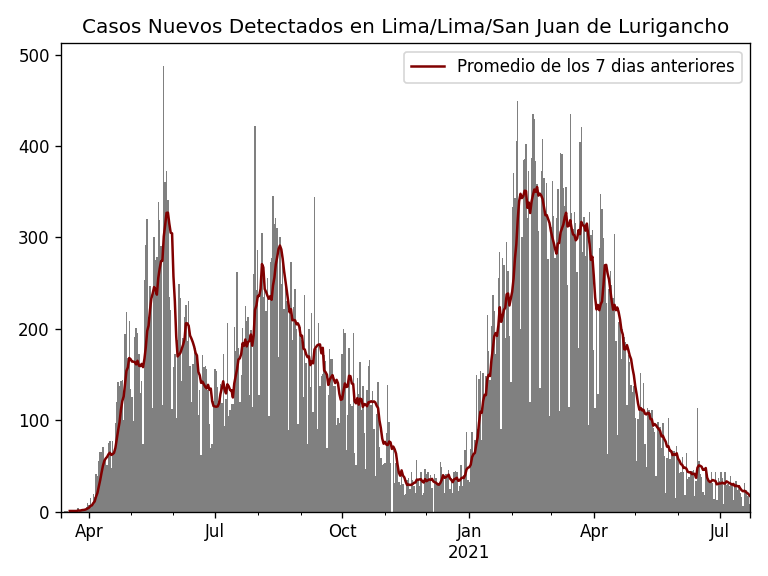 Casos Nuevos Detectados en Lima/Lima/San Juan de Lurigancho
Promedio de los 7 dias anteriores
500
400
300
200
100
0
Apr Jul Oct Jan Apr Jul
2021